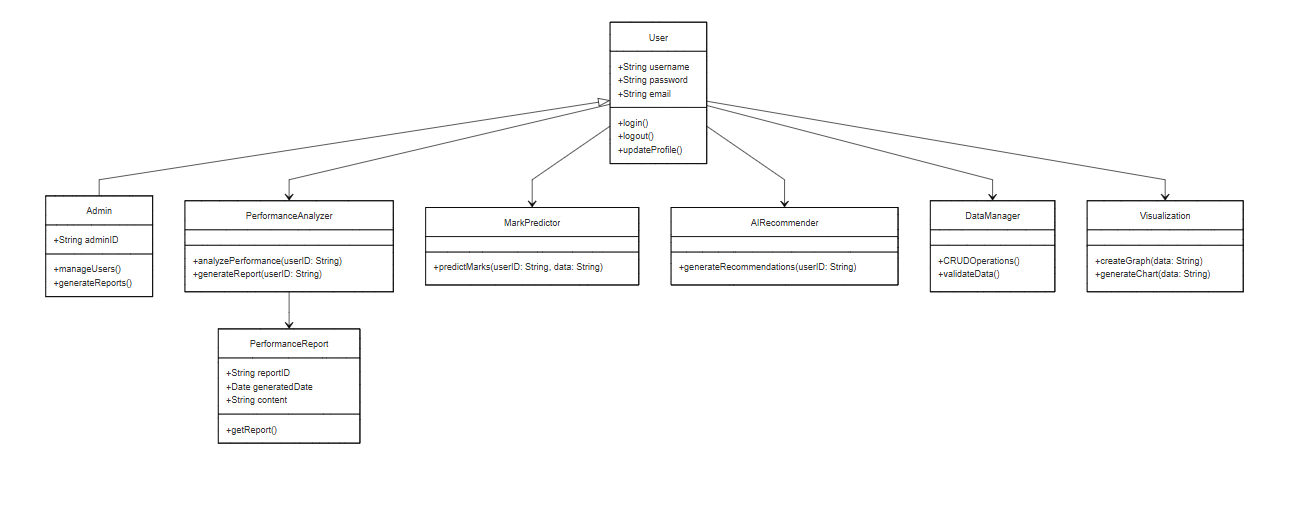 User
+String username
+String password
+String email
+login()
+logout()
+updateProfile()
Admin
+String adminID
+manageUsers()
+generateReports()
PerformanceAnalyzer
+analyzePerformance(userID: String)
+generateReport(userID: String)
MarkPredictor
+predictMarks(userID: String, data: String)
AIRecommender
+generateRecommendations(userID: String)
DataManager
+CRUDOperations()
+validateData()
Visualization
+createGraph(data: String)
+generateChart(data: String)
PerformanceReport
+String reportID
+Date generatedDate
+String content
+getReport()